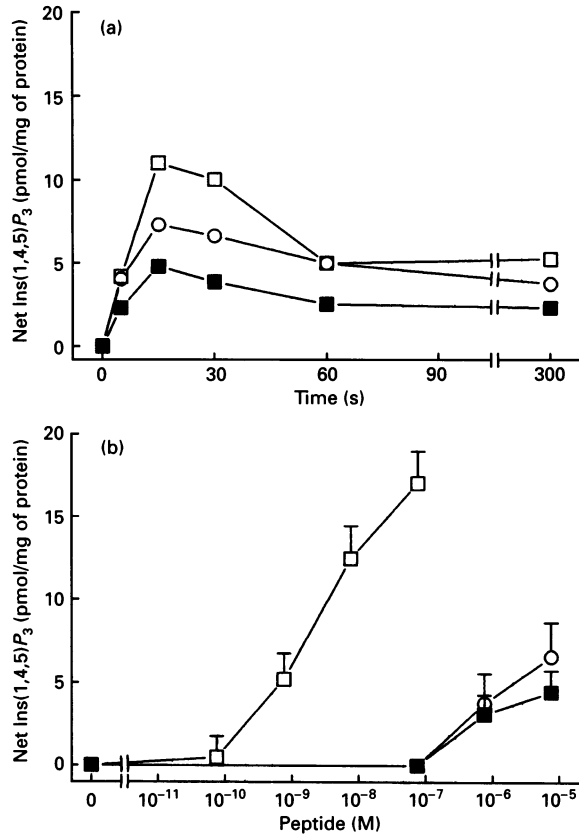 (a)
Net Ins(1,4,5)P₃ (pmol/mg of protein)
20
15
10
5
0
0 30 60 90 300
Time (s)
(b)
Net Ins(1,4,5)P₃ (pmol/mg of protein)
20
15
10
5
0
0 10⁻¹¹ 10⁻¹⁰ 10⁻⁹ 10⁻⁸ 10⁻⁷ 10⁻⁶ 10⁻⁵
Peptide (M)